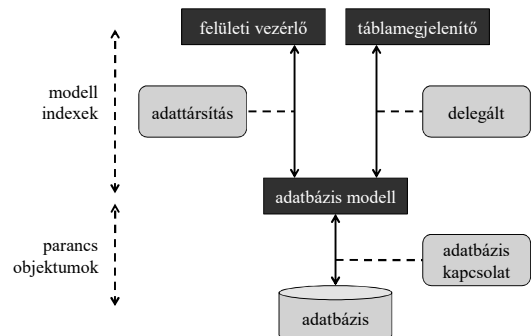 felületi vezérlő
táblamegjelenítő
modell
indexek
adattársítás
delegált
adatbázis modell
parancs
objektumok
adatbázis
kapcsolat
adatbázis